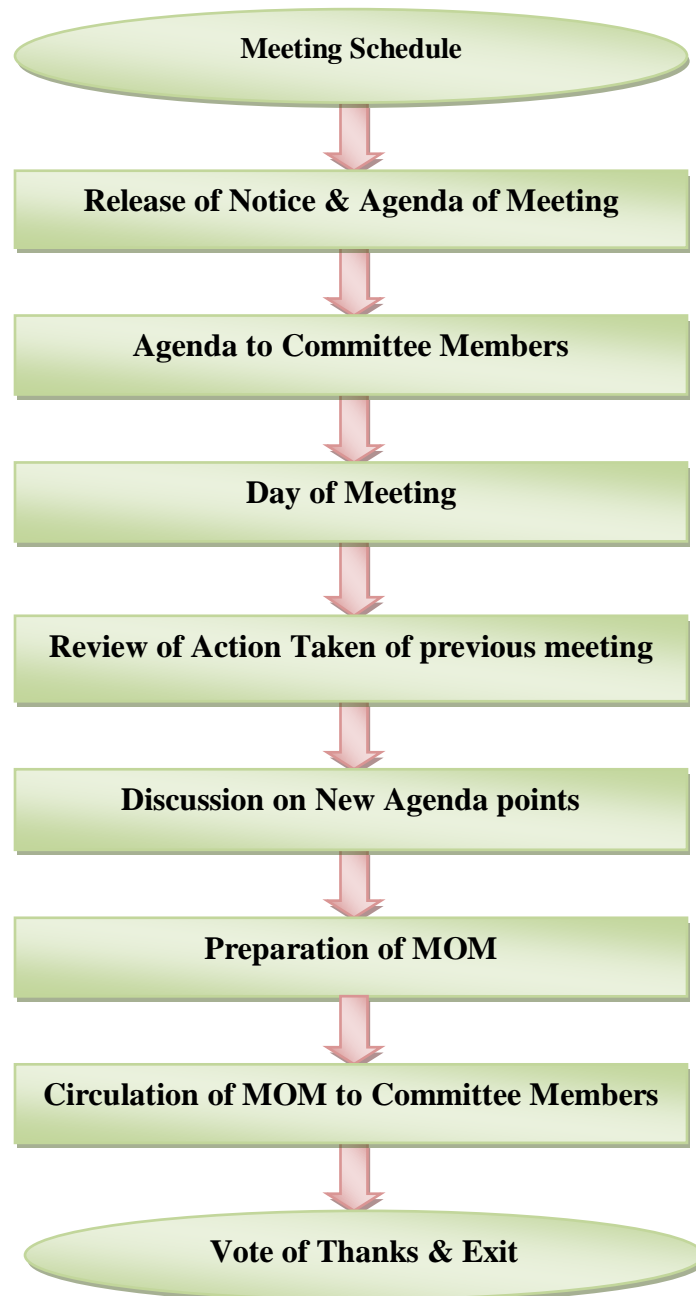 Meeting Schedule
Release of Notice & Agenda of Meeting
Agenda to Committee Members
Day of Meeting
Review of Action Taken of previous meeting
Discussion on New Agenda points
Preparation of MOM
Circulation of MOM to Committee Members
Vote of Thanks & Exit